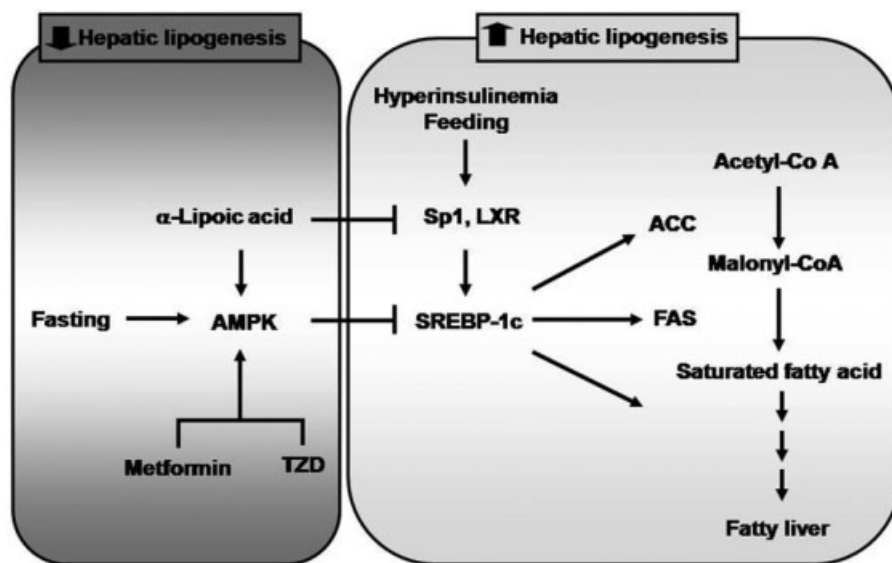 Hepatic lipogenesis
Hepatic lipogenesis
Hyperinsulinemia
Feeding
Acetyl-Co A
α-Lipoic acid
Sp1, LXR
ACC
Malonyl-CoA
Fasting
AMPK
SREBP-1c
FAS
Saturated fatty acid
Metformin
TZD
Fatty liver